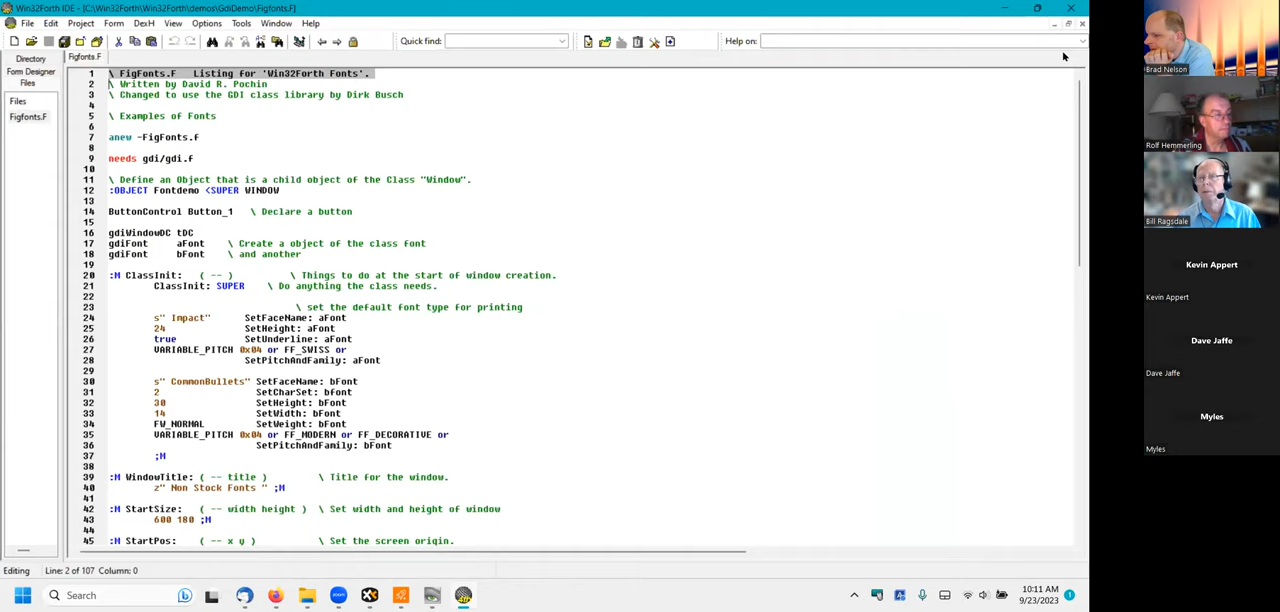 Win32Forth IDE - [C:\Win32Forth\demos\GdiDemo\Figfonts.F]
File Edit Project Form DexH View Options Tools Window Help
Quick find:
Help on:
Directory
Form Designer
Files
Files
Figfonts.F
Figfonts.F
1 \ FigFonts.F Listing for 'Win32Forth Fonts'.
2 \ Written by David R. Pochin
3 \ Changed to use the GDI class library by Dirk Busch
4
5 \ Examples of Fonts
6
7 anew -FigFonts.f
8
9 needs gdi/gdi.f
10
11 \ Define an Object that is a child object of the Class "Window".
12 :OBJECT Fontdemo <SUPER WINDOW
13
14 ButtonControl Button_1 \ Declare a button
15
16 gdiWindowDC tDC
17 gdiFont aFont \ Create a object of the class font
18 gdiFont bFont \ and another
19
20 :M ClassInit: ( -- ) \ Things to do at the start of window creation.
21 ClassInit: SUPER \ Do anything the class needs.
22
23 \ set the default font type for printing
24 s" Impact" SetFaceName: aFont
25 24 SetHeight: aFont
26 true SetUnderline: aFont
27 VARIABLE_PITCH 0x04 or FF_SWISS or
28 SetPitchAndFamily: aFont
29
30 s" CommonBullets" SetFaceName: bFont
31 2 SetCharSet: bFont
32 30 SetHeight: bFont
33 14 SetWidth: bFont
34 FW_NORMAL SetWeight: bFont
35 VARIABLE_PITCH 0x04 or FF_MODERN or FF_DECORATIVE or
36 SetPitchAndFamily: bFont
37 ;M
38
39 :M WindowTitle: ( -- title ) \ Title for the window.
40 z" Non Stock Fonts " ;M
41
42 :M StartSize: ( -- width height ) \ Set width and height of window
43 600 180 ;M
44
45 :M StartPos: ( -- x y ) \ Set the screen origin.
Editing Line: 2 of 107 Column: 0
Search
10:11 AM
9/23/2023
Brad Nelson
Rolf Hemmerling
Bill Ragsdale
Kevin Appert
Kevin Appert
Dave Jaffe
Dave Jaffe
Myles
Myles